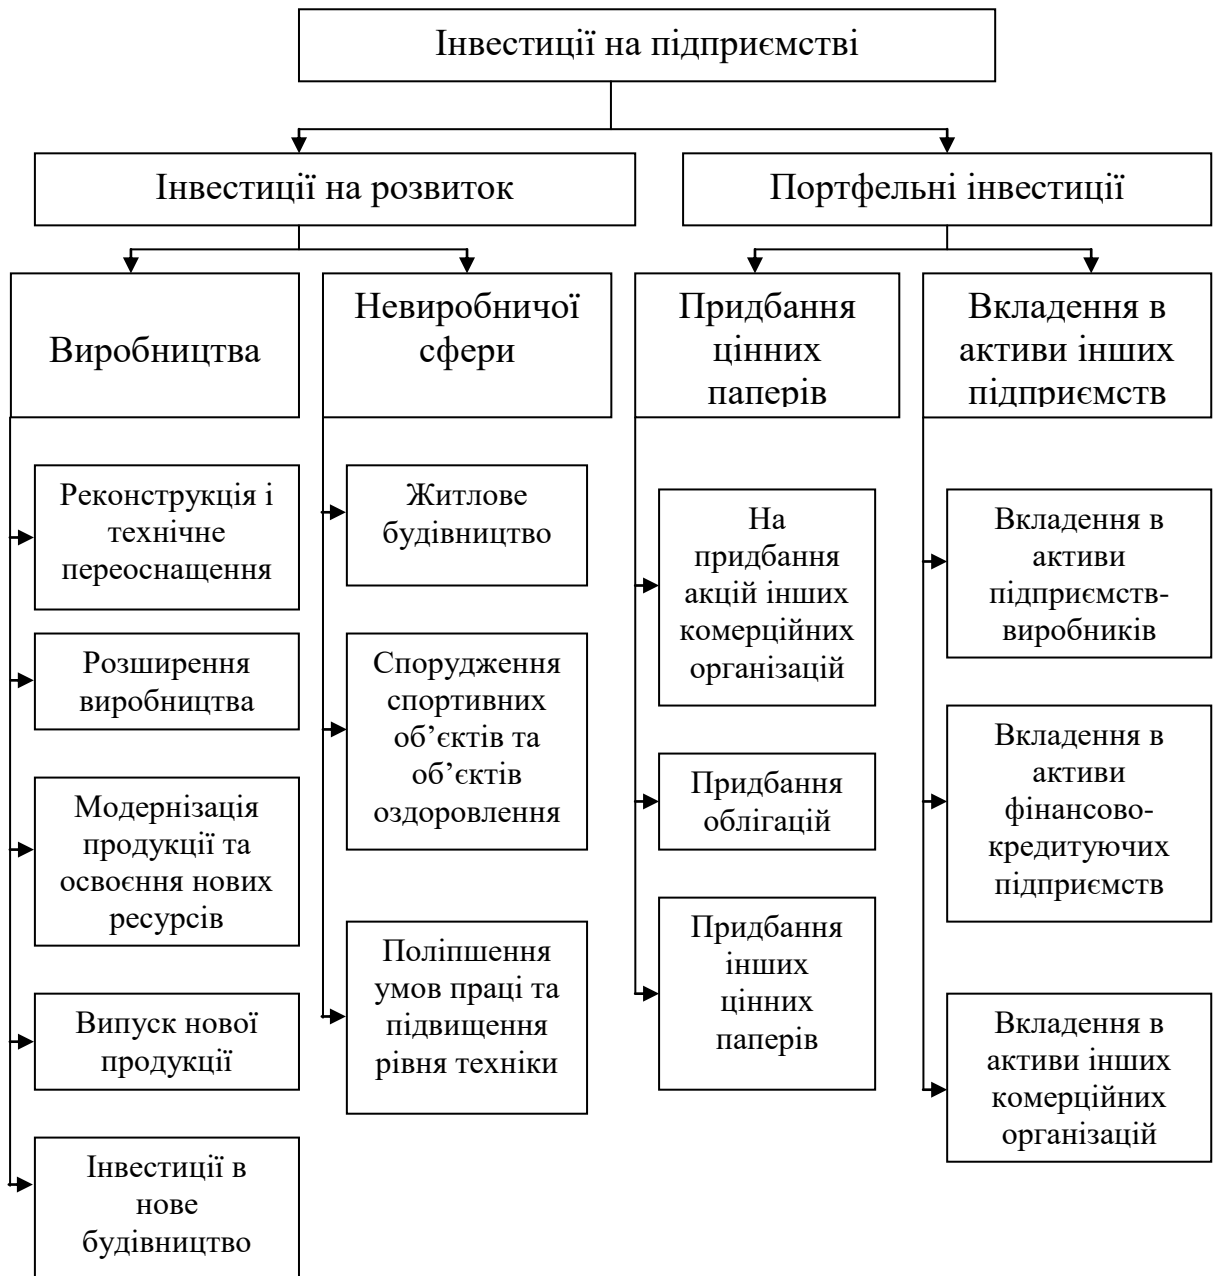 Інвестиції на підприємстві
Інвестиції на розвиток
Портфельні інвестиції
Виробництва
Невиробничої
сфери
Придбання
цінних
паперів
Вкладення в
активи інших
підприємств
Реконструкція і
технічне
переоснащення
Розширення
виробництва
Модернізація
продукції та
освоєння нових
ресурсів
Випуск нової
продукції
Інвестиції в
нове
будівництво
Житлове
будівництво
Спорудження
спортивних
об’єктів та
об’єктів
оздоровлення
Поліпшення
умов праці та
підвищення
рівня техніки
На
придбання
акцій інших
комерційних
організацій
Придбання
облігацій
Придбання
інших
цінних
паперів
Вкладення в
активи
підприємств-
виробників
Вкладення в
активи
фінансово-
кредитуючих
підприємств
Вкладення в
активи інших
комерційних
організацій